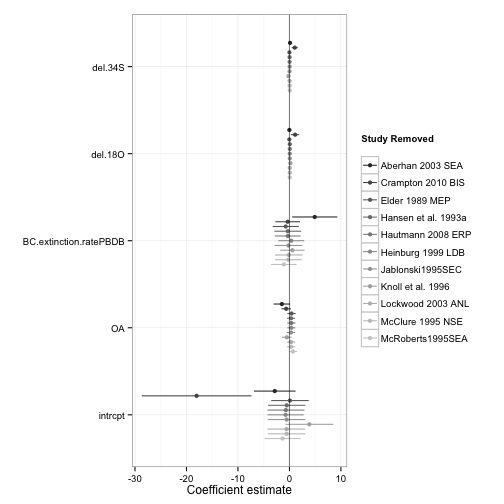 del.34S
del.18O
BC.extinction.ratePBDB
OA
intrcpt
-30 -20 -10 0 10
Coefficient estimate
Study Removed
Aberhan 2003 SEA
Crampton 2010 BIS
Elder 1989 MEP
Hansen et al. 1993a
Hautmann 2008 ERP
Heinburg 1999 LDB
Jablonski1995SEC
Knoll et al. 1996
Lockwood 2003 ANL
McClure 1995 NSE
McRoberts1995SEA